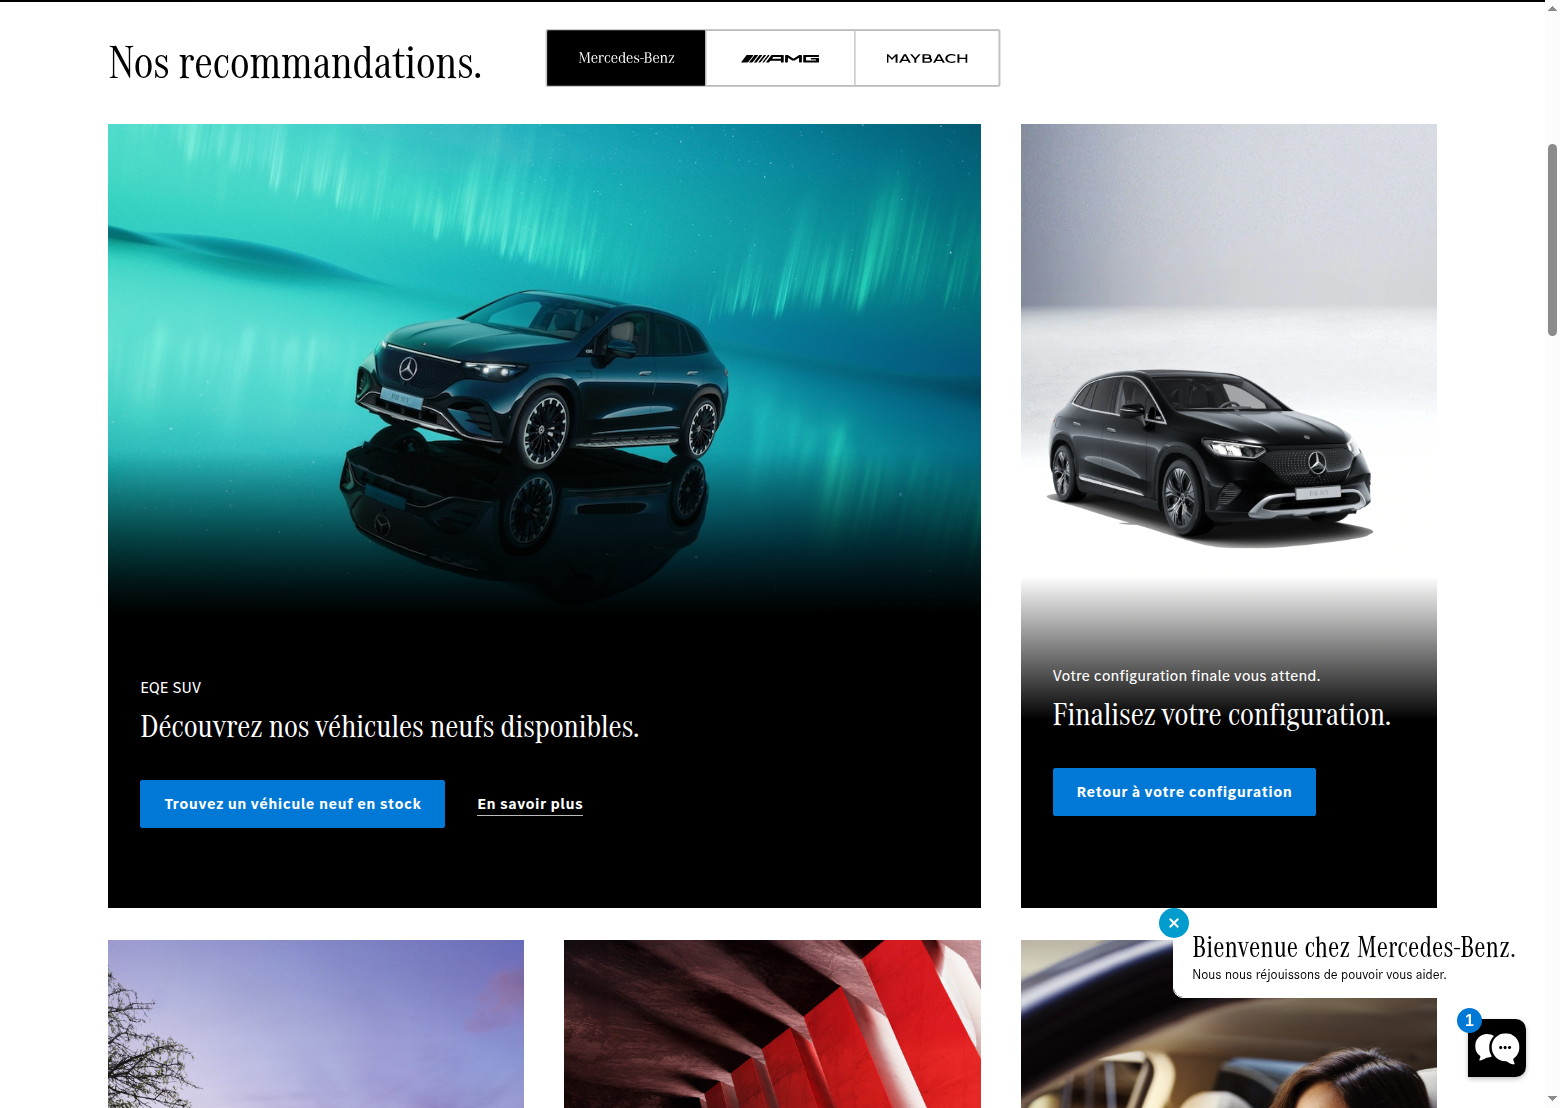 Nos recommandations.
Mercedes-Benz
AMG
MAYBACH
EQE SUV
Découvrez nos véhicules neufs disponibles.
Trouvez un véhicule neuf en stock
En savoir plus
Votre configuration finale vous attend.
Finalisez votre configuration.
Retour à votre configuration
Bienvenue chez Mercedes-Benz.
Nous nous réjouissons de pouvoir vous aider.
1